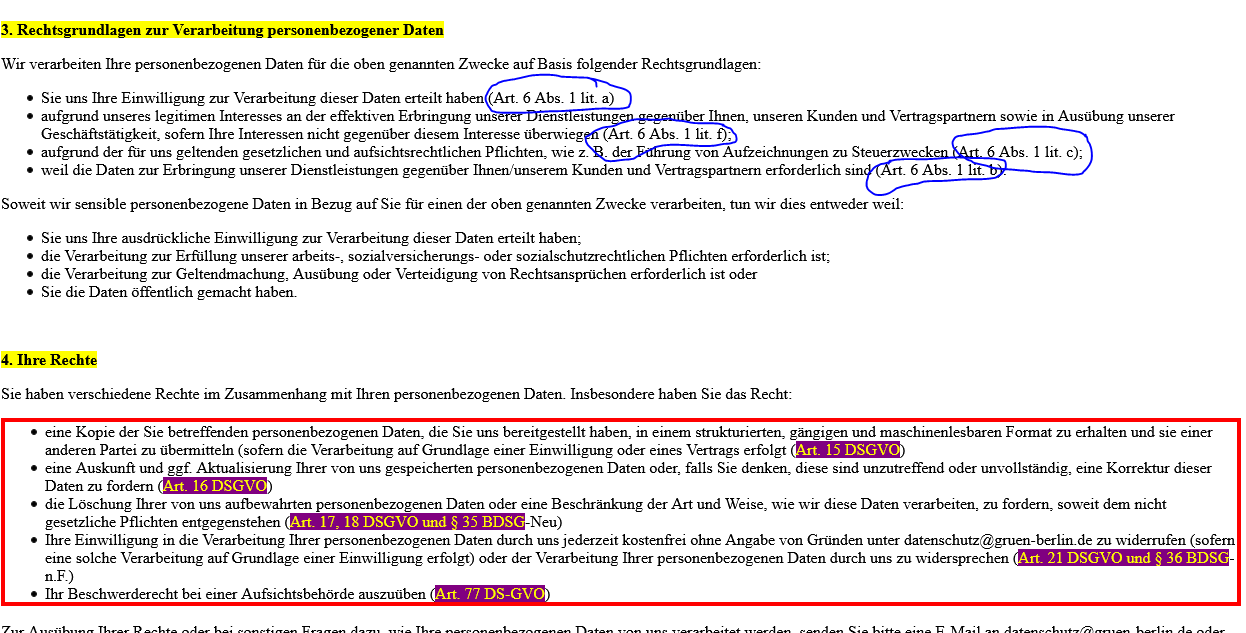 3. Rechtsgrundlagen zur Verarbeitung personenbezogener Daten
Wir verarbeiten Ihre personenbezogenen Daten für die oben genannten Zwecke auf Basis folgender Rechtsgrundlagen:
• Sie uns Ihre Einwilligung zur Verarbeitung dieser Daten erteilt haben (Art. 6 Abs. 1 lit. a)
• aufgrund unseres legitimen Interesses an der effektiven Erbringung unserer Dienstleistungen gegenüber Ihnen, unseren Kunden und Vertragspartnern sowie in Ausübung unserer
Geschäftstätigkeit, sofern Ihre Interessen nicht gegenüber diesem Interesse überwiegen (Art. 6 Abs. 1 lit. f);
• aufgrund der für uns geltenden gesetzlichen und aufsichtsrechtlichen Pflichten, wie z. B. der Führung von Aufzeichnungen zu Steuerzwecken (Art. 6 Abs. 1 lit. c);
• weil die Daten zur Erbringung unserer Dienstleistungen gegenüber Ihnen/unserem Kunden und Vertragspartnern erforderlich sind (Art. 6 Abs. 1 lit. b).
Soweit wir sensible personenbezogene Daten in Bezug auf Sie für einen der oben genannten Zwecke verarbeiten, tun wir dies entweder weil:
• Sie uns Ihre ausdrückliche Einwilligung zur Verarbeitung dieser Daten erteilt haben;
• die Verarbeitung zur Erfüllung unserer arbeits-, sozialversicherungs- oder sozialschutzrechtlichen Pflichten erforderlich ist;
• die Verarbeitung zur Geltendmachung, Ausübung oder Verteidigung von Rechtsansprüchen erforderlich ist oder
• Sie die Daten öffentlich gemacht haben.
4. Ihre Rechte
Sie haben verschiedene Rechte im Zusammenhang mit Ihren personenbezogenen Daten. Insbesondere haben Sie das Recht:
• eine Kopie der Sie betreffenden personenbezogenen Daten, die Sie uns bereitgestellt haben, in einem strukturierten, gängigen und maschinenlesbaren Format zu erhalten und sie einer
anderen Partei zu übermitteln (sofern die Verarbeitung auf Grundlage einer Einwilligung oder eines Vertrags erfolgt (Art. 15 DSGVO)
• eine Auskunft und ggf. Aktualisierung Ihrer von uns gespeicherten personenbezogenen Daten oder, falls Sie denken, diese sind unzutreffend oder unvollständig, eine Korrektur dieser
Daten zu fordern (Art. 16 DSGVO)
• die Löschung Ihrer von uns aufbewahrten personenbezogenen Daten oder eine Beschränkung der Art und Weise, wie wir diese Daten verarbeiten, zu fordern, soweit dem nicht
gesetzliche Pflichten entgegenstehen (Art. 17, 18 DSGVO und § 35 BDSG-Neu)
• Ihre Einwilligung in die Verarbeitung Ihrer personenbezogenen Daten durch uns jederzeit kostenfrei ohne Angabe von Gründen unter datenschutz@gruen-berlin.de zu widerrufen (sofern
eine solche Verarbeitung auf Grundlage einer Einwilligung erfolgt) oder der Verarbeitung Ihrer personenbezogenen Daten durch uns zu widersprechen (Art. 21 DSGVO und § 36 BDSG-
n.F.)
• Ihr Beschwerderecht bei einer Aufsichtsbehörde auszuüben (Art. 77 DS-GVO)
Zur Ausübung Ihrer Rechte oder bei sonstigen Fragen dazu, wie Ihre personenbezogenen Daten von uns verarbeitet werden, senden Sie bitte eine E-Mail an datenschutz@gruen-berlin.de oder